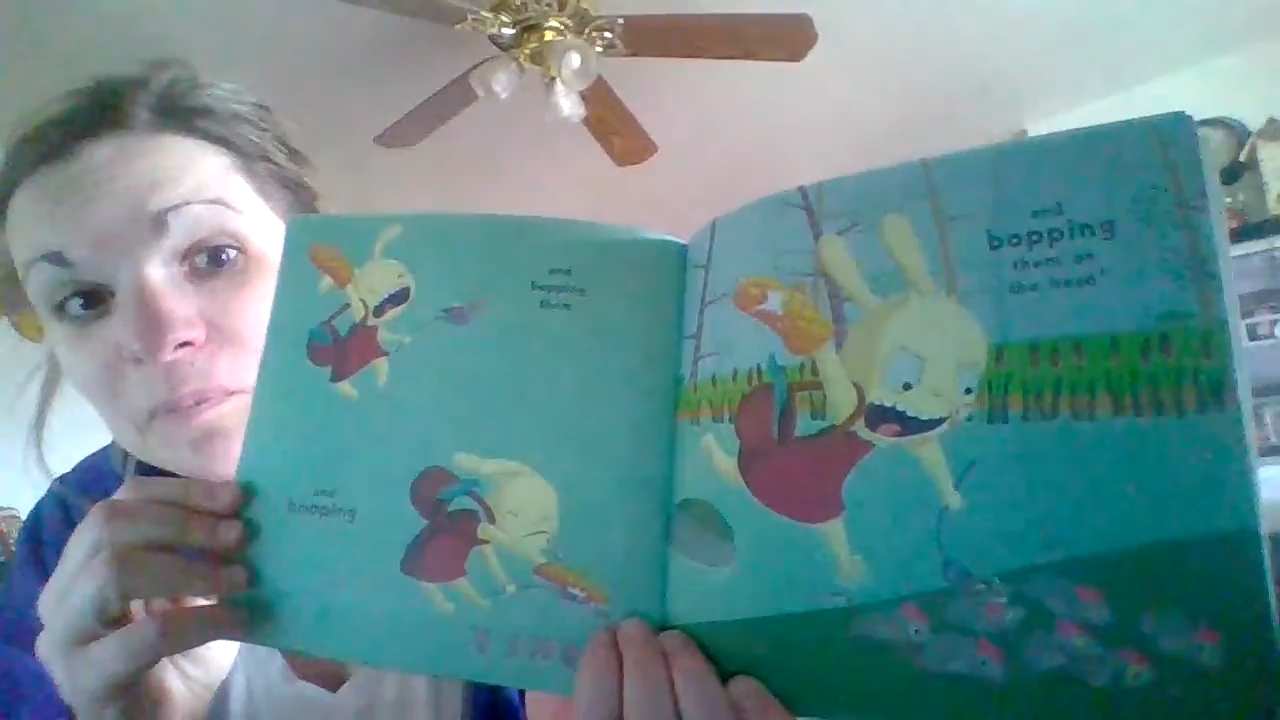 and
bopping
them
and
bopping
and
bopping
them on
the head!